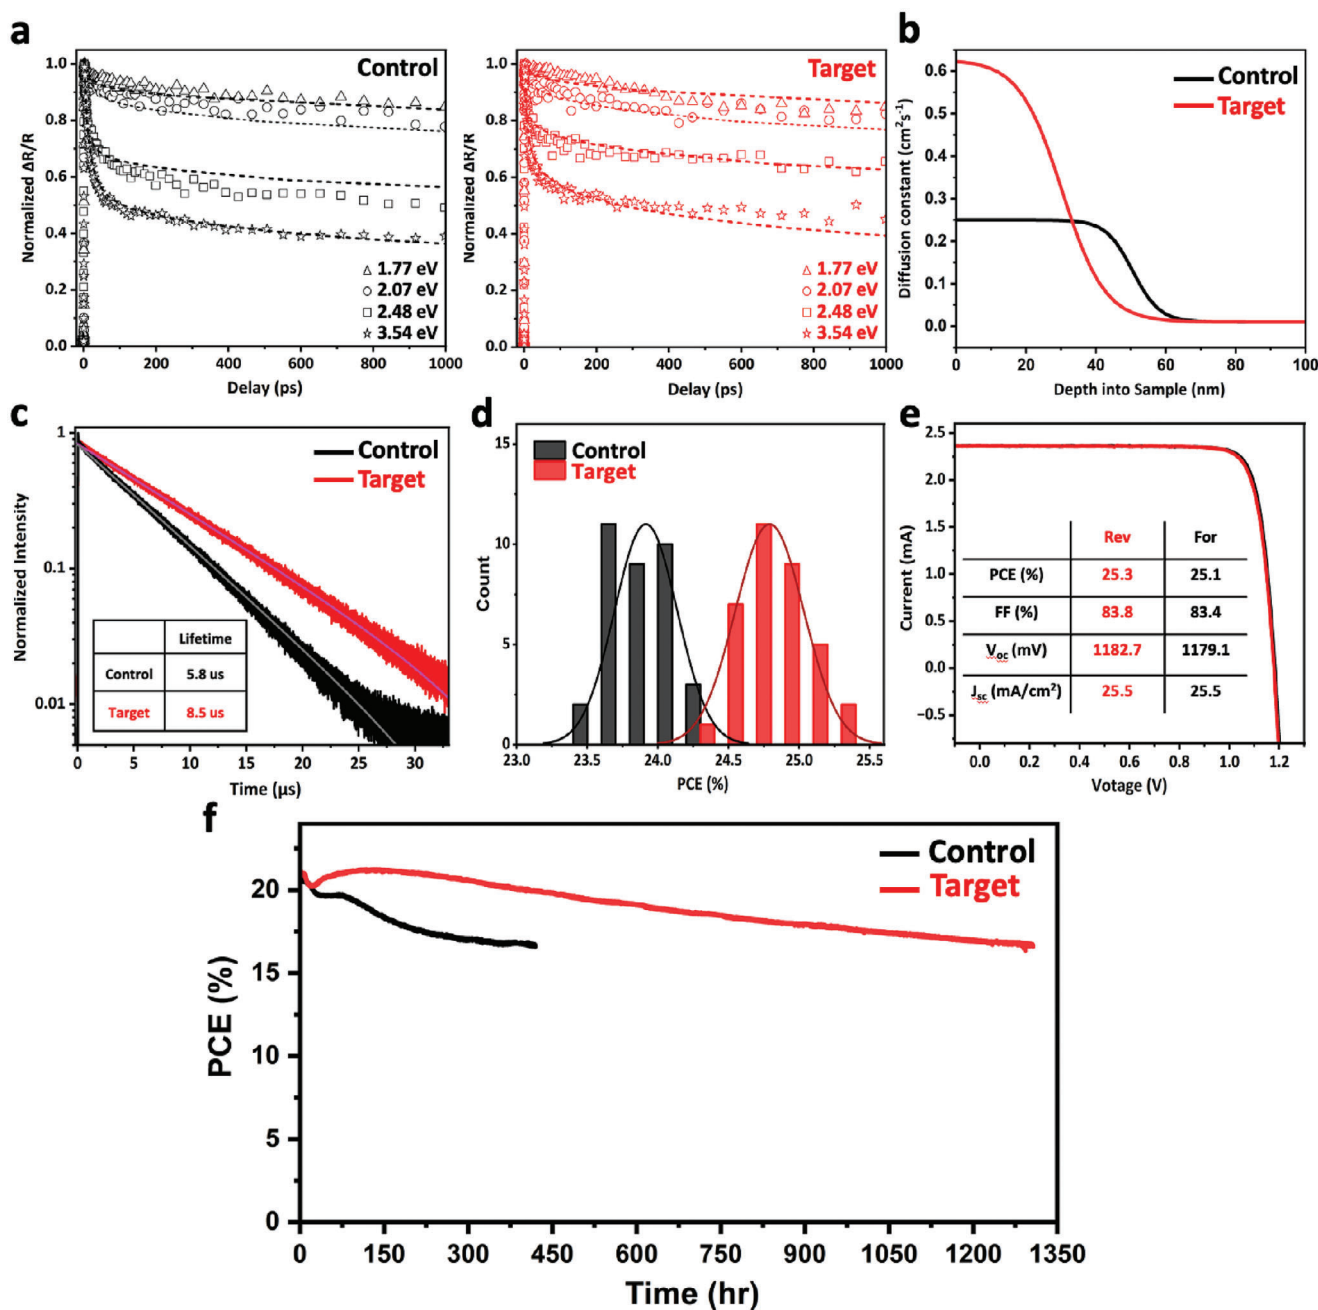 a
Control
Normalized ΔR/R
1.0
0.8
0.6
0.4
0.2
0.0
1.77 eV
2.07 eV
2.48 eV
3.54 eV
0 200 400 600 800 1000
Delay (ps)
Target
Normalized ΔR/R
1.0
0.8
0.6
0.4
0.2
0.0
1.77 eV
2.07 eV
2.48 eV
3.54 eV
0 200 400 600 800 1000
Delay (ps)
b
Control
Target
Diffusion constant (cm²s⁻¹)
0.6
0.5
0.4
0.3
0.2
0.1
0.0
0 20 40 60 80 100
Depth into Sample (nm)
c
Control
Target
Normalized Intensity
1
0.1
0.01
Lifetime
Control 5.8 us
Target 8.5 us
0 5 10 15 20 25 30
Time (μs)
d
Control
Target
Count
15
10
5
0
23.0 23.5 24.0 24.5 25.0 25.5
PCE (%)
e
Current (mA)
2.5
2.0
1.5
1.0
0.5
0.0
−0.5
Rev For
PCE (%) 25.3 25.1
FF (%) 83.8 83.4
Voc (mV) 1182.7 1179.1
Jsc (mA/cm²) 25.5 25.5
0.0 0.2 0.4 0.6 0.8 1.0 1.2
Votage (V)
f
Control
Target
PCE (%)
20
15
10
5
0
0 150 300 450 600 750 900 1050 1200 1350
Time (hr)